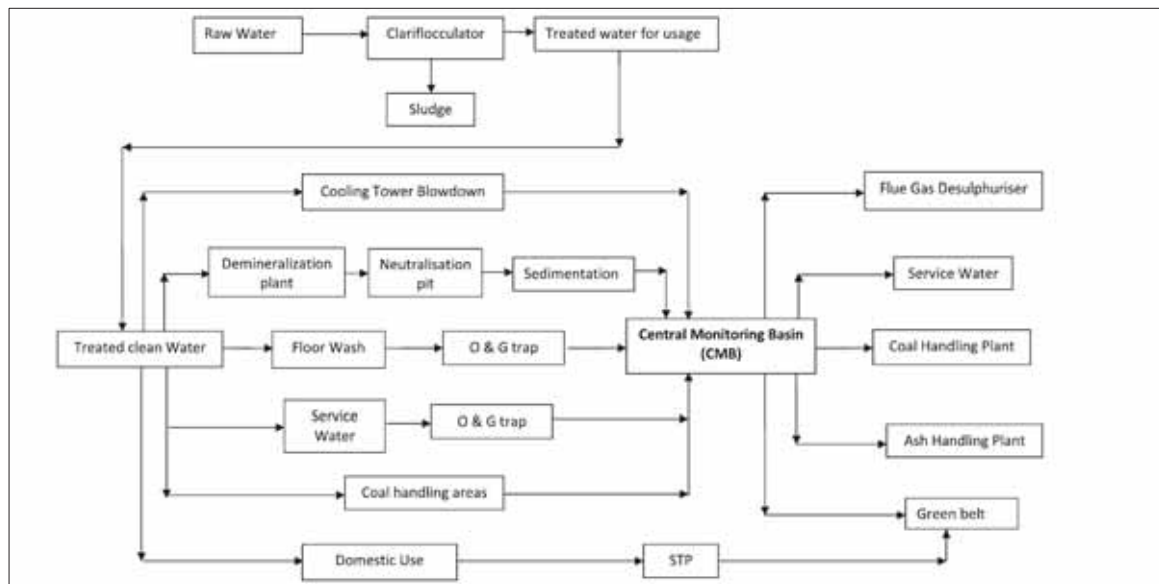 Raw Water
Clariflocculator
Treated water for usage
Sludge
Cooling Tower Blowdown
Flue Gas Desulphuriser
Demineralization
plant
Neutralisation
pit
Sedimentation
Service Water
Treated clean Water
Floor Wash
O & G trap
Central Monitoring Basin
(CMB)
Coal Handling Plant
Service
Water
O & G trap
Ash Handling Plant
Coal handling areas
Green belt
Domestic Use
STP